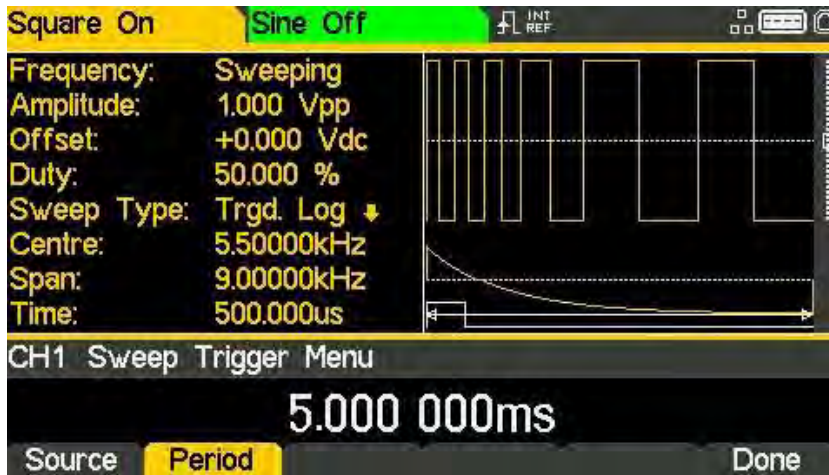 Square On Sine Off INT REF
Frequency: Sweeping
Amplitude: 1.000 Vpp
Offset: +0.000 Vdc
Duty: 50.000 %
Sweep Type: Trgd. Log
Centre: 5.50000kHz
Span: 9.00000kHz
Time: 500.000us
CH1 Sweep Trigger Menu
5.000 000ms
Source Period Done